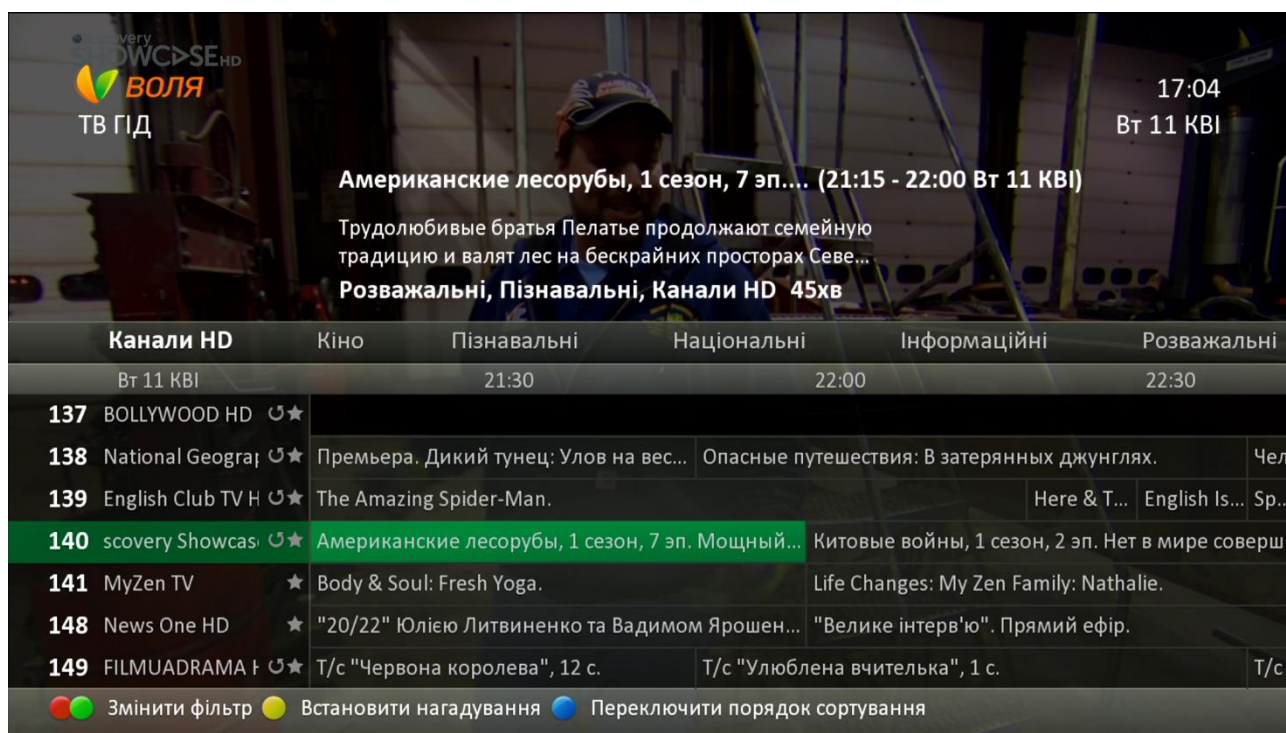 Discovery
SHOWCASE HD
воля
ТВ ГІД
17:04
Вт 11 КВІ
Американские лесорубы, 1 сезон, 7 эп.... (21:15 - 22:00 Вт 11 КВІ)
Трудолюбивые братья Пелатье продолжают семейную
традицию и валят лес на бескрайних просторах Севе...
Розважальні, Пізнавальні, Канали HD 45хв
Канали HD Кіно Пізнавальні Національні Інформаційні Розважальні
Вт 11 КВІ 21:30 22:00 22:30
137 BOLLYWOOD HD
138 National Geograp Премьера. Дикий тунец: Улов на вес... Опасные путешествия: В затерянных джунглях. Чел
139 English Club TV H The Amazing Spider-Man. Here & T... English Is... Sp...
140 scovery Showcas Американские лесорубы, 1 сезон, 7 эп. Мощный... Китовые войны, 1 сезон, 2 эп. Нет в мире соверш
141 MyZen TV Body & Soul: Fresh Yoga. Life Changes: My Zen Family: Nathalie.
148 News One HD "20/22" Юлією Литвиненко та Вадимом Ярошен... "Велике інтерв'ю". Прямий ефір.
149 FILMUADRAMA H Т/с "Червона королева", 12 с. Т/с "Улюблена вчителька", 1 с. Т/с
Змінити фільтр Встановити нагадування Переключити порядок сортування